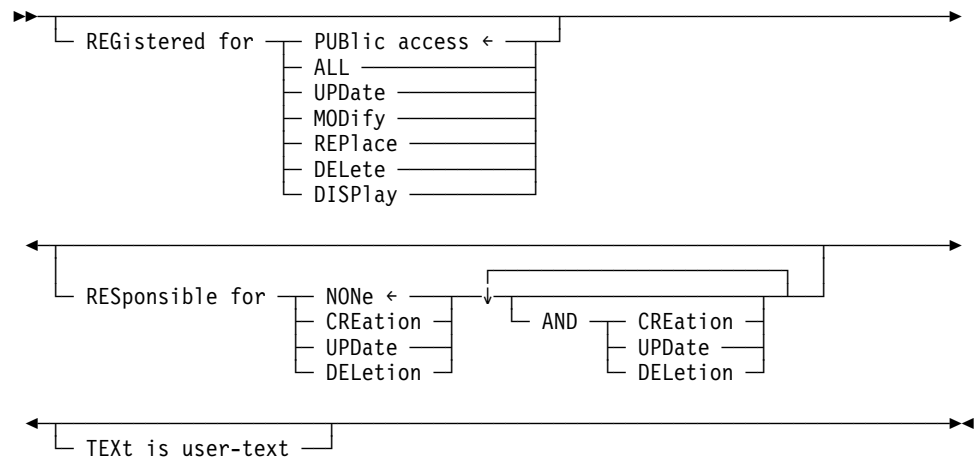 REGistered for PUBlic access ←
ALL
UPDate
MODify
REPlace
DELete
DISPlay
RESponsible for NONe ←
CREation AND CREation
UPDate UPDate
DELetion DELetion
TEXt is user-text